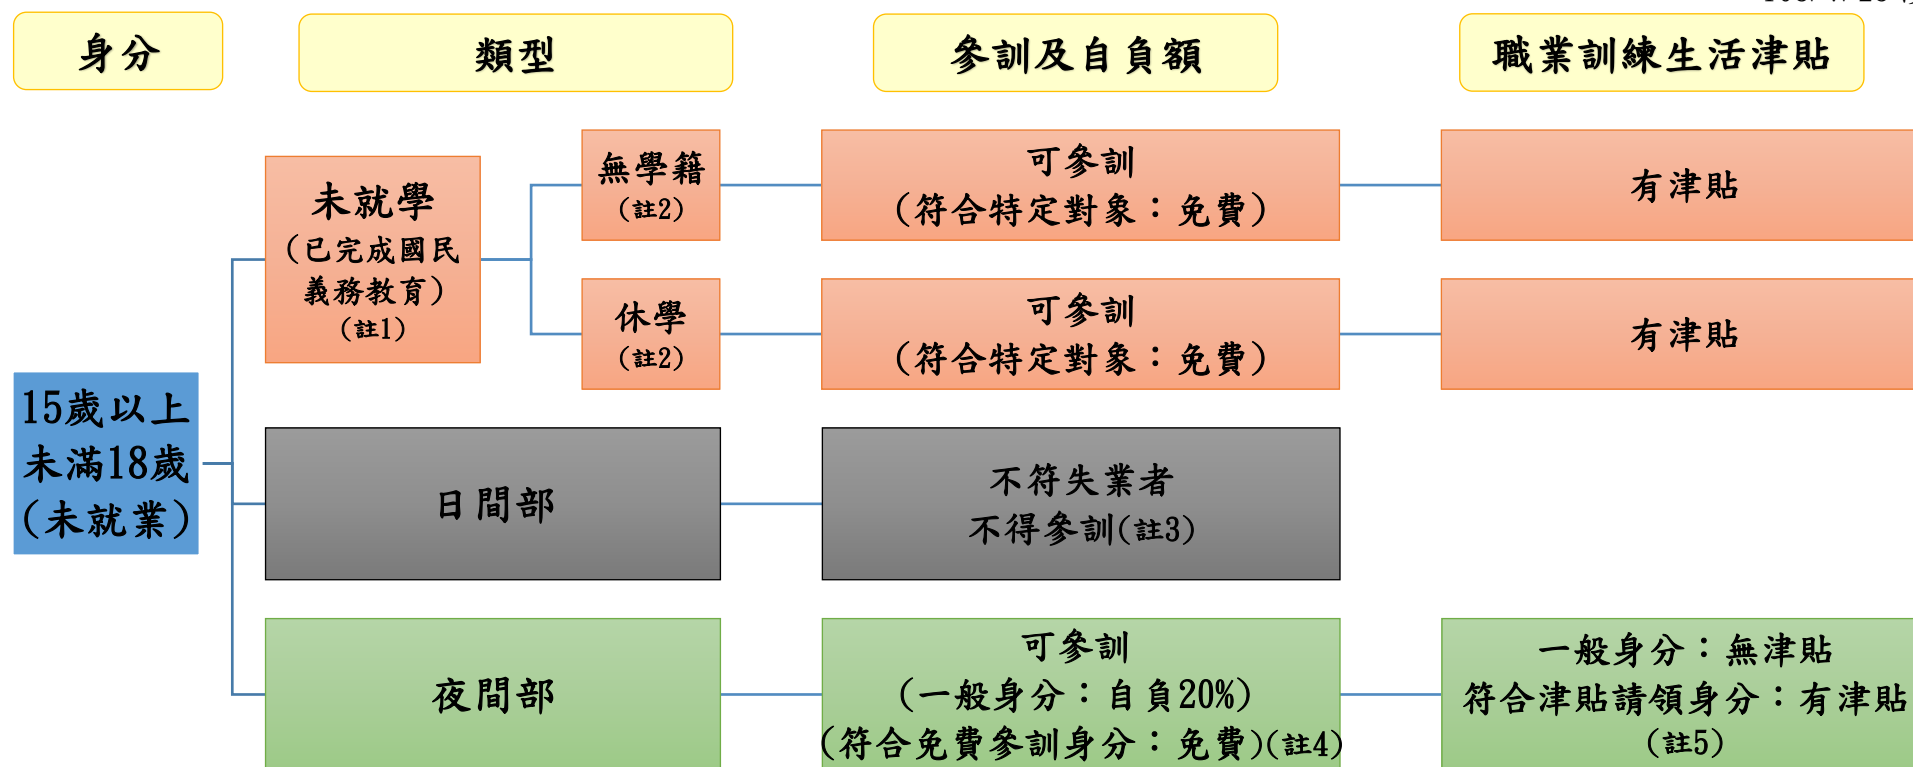 身分
類型
參訓及自負額
職業訓練生活津貼
15歲以上
未滿18歲
(未就業)
未就學
(已完成國民
義務教育)
(註1)
無學籍
(註2)
可參訓
(符合特定對象：免費)
有津貼
休學
(註2)
可參訓
(符合特定對象：免費)
有津貼
日間部
不符失業者
不得參訓(註3)
夜間部
可參訓
(一般身分：自負20%)
(符合免費參訓身分：免費)(註4)
一般身分：無津貼
符合津貼請領身分：有津貼
(註5)